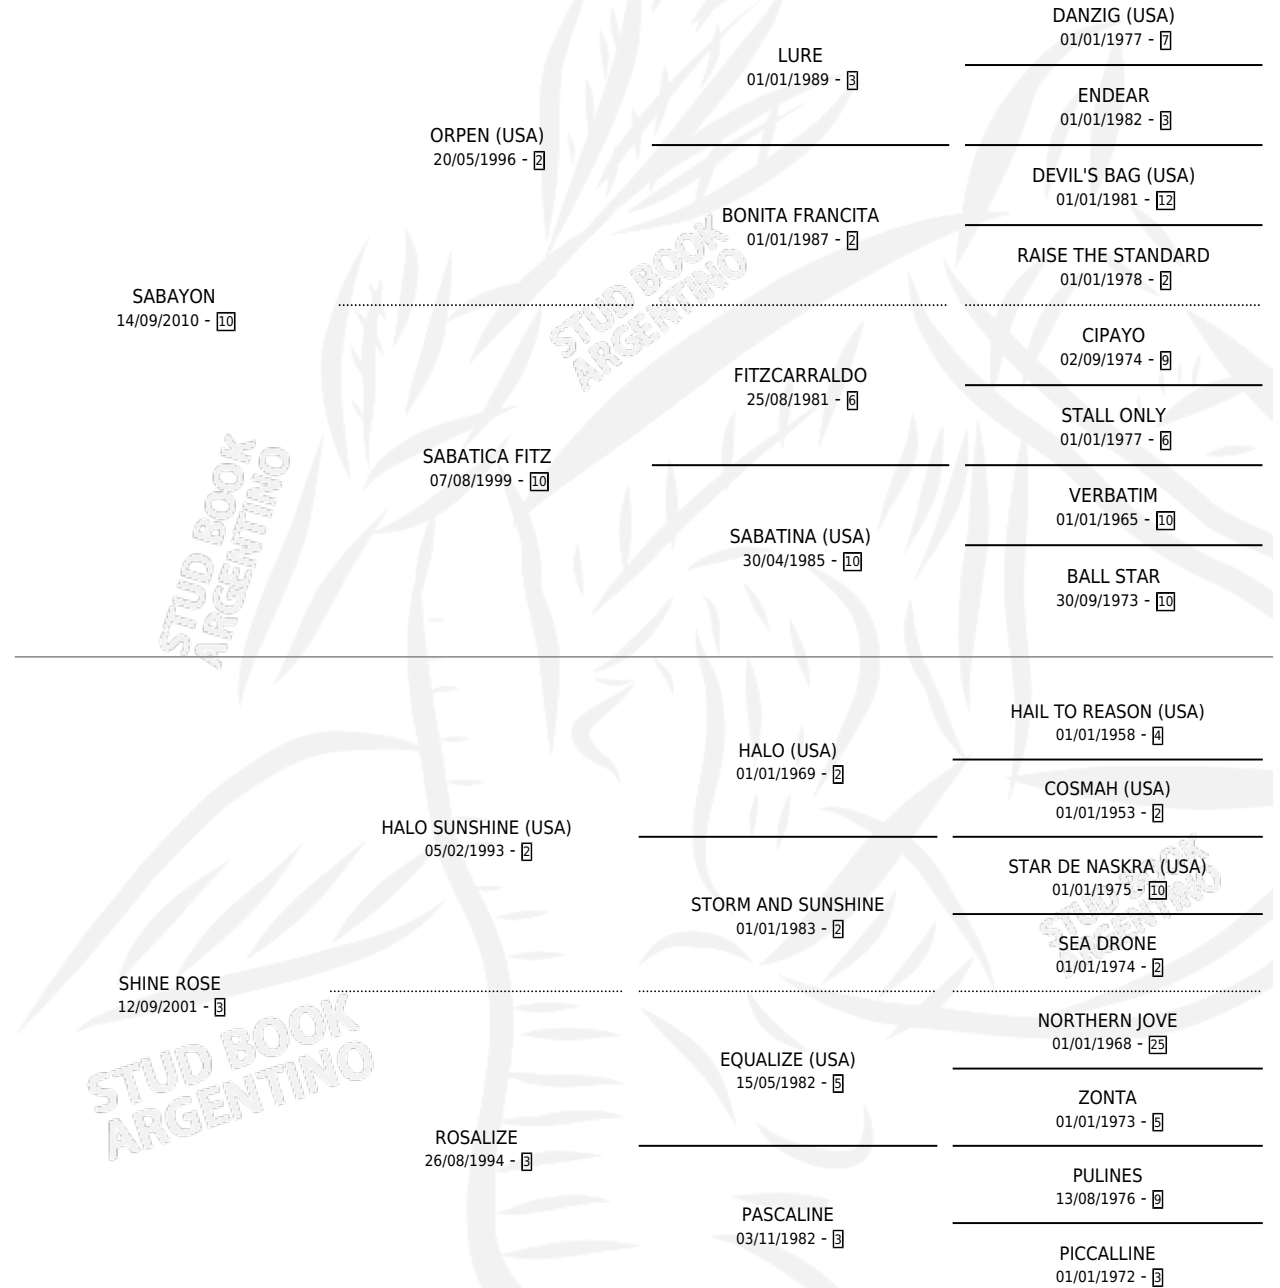 DANZIG (USA)
01/01/1977 - 7
LURE
01/01/1989 - 3
ENDEAR
01/01/1982 - 3
ORPEN (USA)
20/05/1996 - 2
DEVIL'S BAG (USA)
01/01/1981 - 12
BONITA FRANCITA
01/01/1987 - 2
RAISE THE STANDARD
01/01/1978 - 2
SABAYON
14/09/2010 - 10
STUD BOOK
ARGENTINO
CIPAYO
02/09/1974 - 9
FITZCARRALDO
25/08/1981 - 6
STALL ONLY
01/01/1977 - 6
SABATICA FITZ
07/08/1999 - 10
VERBATIM
01/01/1965 - 10
SABATINA (USA)
30/04/1985 - 10
BALL STAR
30/09/1973 - 10
STUD BOOK
ARGENTINO
HAIL TO REASON (USA)
01/01/1958 - 4
HALO (USA)
01/01/1969 - 2
COSMAH (USA)
01/01/1953 - 2
HALO SUNSHINE (USA)
05/02/1993 - 2
STAR DE NASKRA (USA)
01/01/1975 - 10
STORM AND SUNSHINE
01/01/1983 - 2
STUD BOOK
ARGENTINO
SEA DRONE
01/01/1974 - 2
SHINE ROSE
12/09/2001 - 3
NORTHERN JOVE
01/01/1968 - 25
EQUALIZE (USA)
15/05/1982 - 5
STUD BOOK
ARGENTINO
ZONTA
01/01/1973 - 5
ROSALIZE
26/08/1994 - 3
PULINES
13/08/1976 - 9
PASCALINE
03/11/1982 - 3
PICCALLINE
01/01/1972 - 3